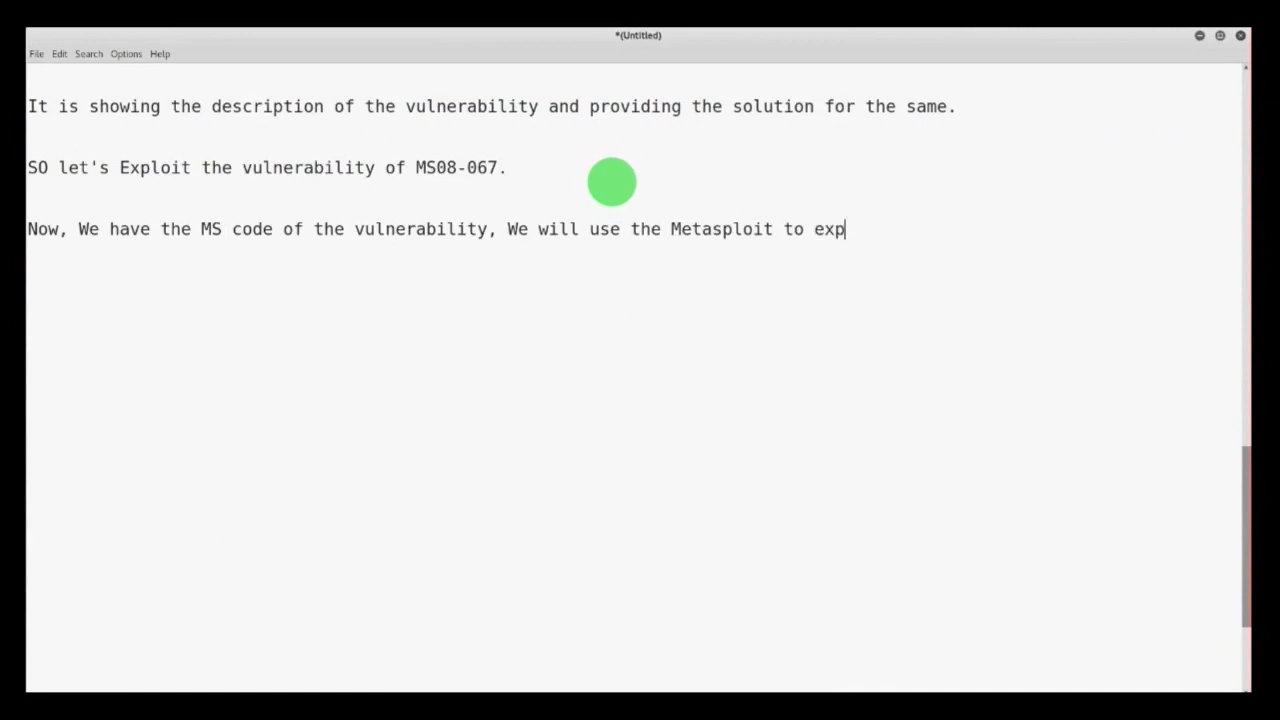 *(Untitled)
File Edit Search Options Help
It is showing the description of the vulnerability and providing the solution for the same.
SO let's Exploit the vulnerability of MS08-067.
Now, We have the MS code of the vulnerability, We will use the Metasploit to exp